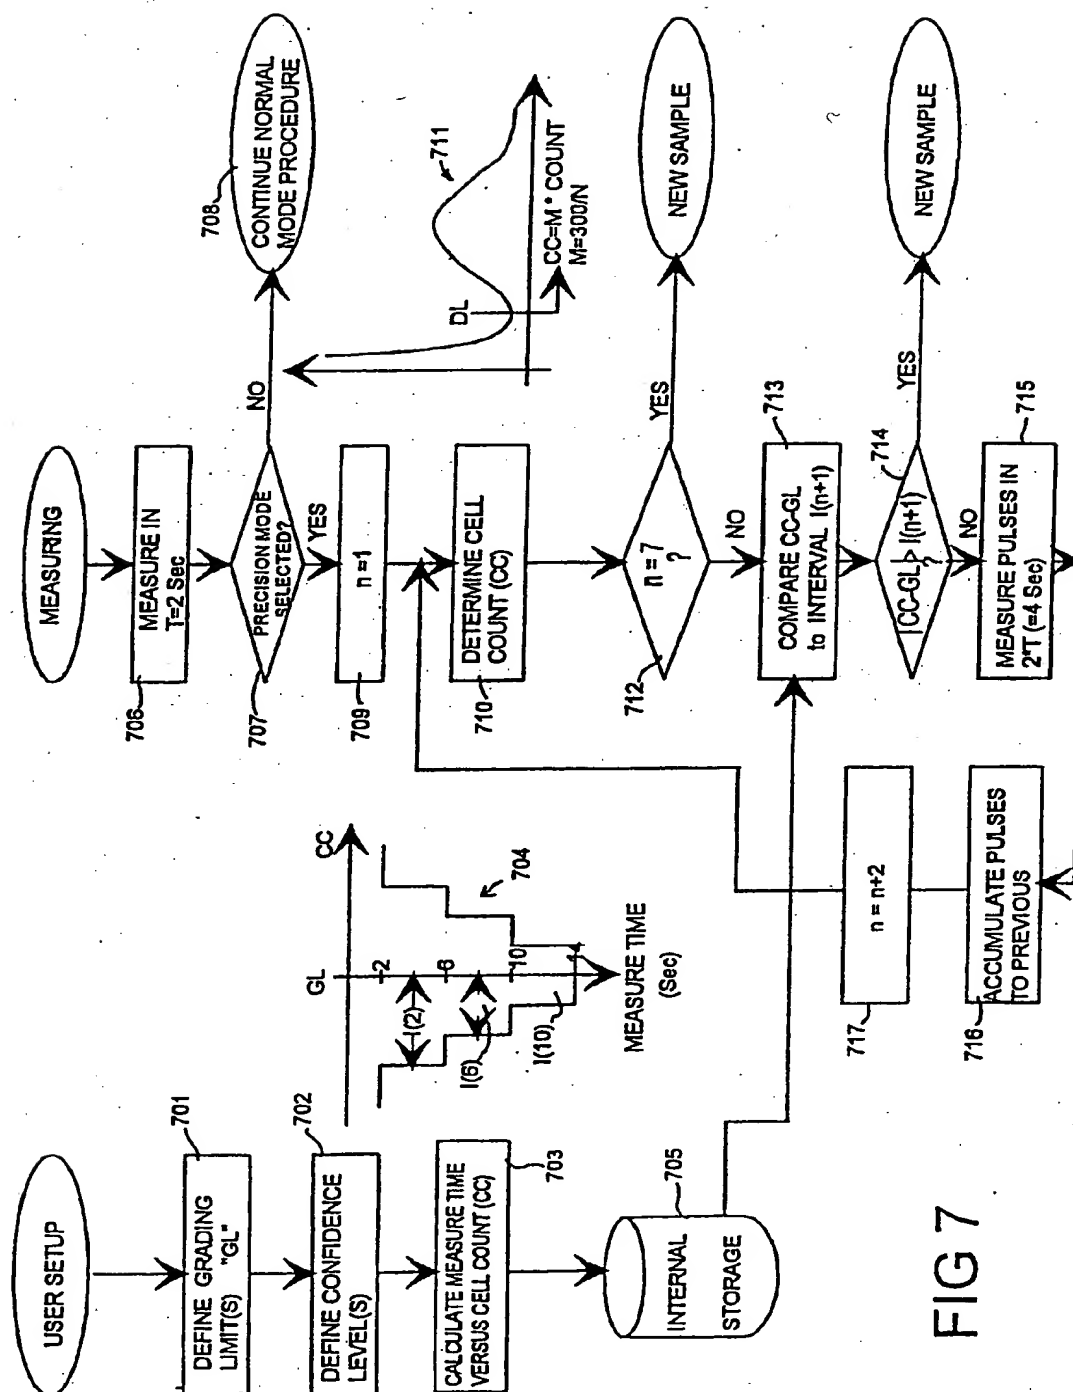 USER SETUP
701
DEFINE GRADING
LIMIT(S) "GL"
702
DEFINE CONFIDENCE
LEVEL(S)
CALCULATE MEASURE TIME
VERSUS CELL COUNT (CC)
703
INTERNAL
STORAGE
705
GL
CC
2
6
10
I(2)
I(6)
I(10)
704
MEASURE TIME
(Sec)
MEASURING
MEASURE IN
T=2 Sec
706
PRECISION MODE
SELECTED?
707
NO
YES
CONTINUE NORMAL
MODE PROCEDURE
708
n =1
709
DETERMINE CELL
COUNT (CC)
710
DL
711
CC=M * COUNT
M=300/N
n = 7
?
712
YES
NEW SAMPLE
NO
COMPARE CC-GL
to INTERVAL I(n+1)
713
|CC-GL|> I(n+1)
?
714
YES
NEW SAMPLE
NO
MEASURE PULSES IN
2*T (=4 Sec)
715
ACCUMULATE PULSES
TO PREVIOUS
716
n = n+2
717
FIG 7